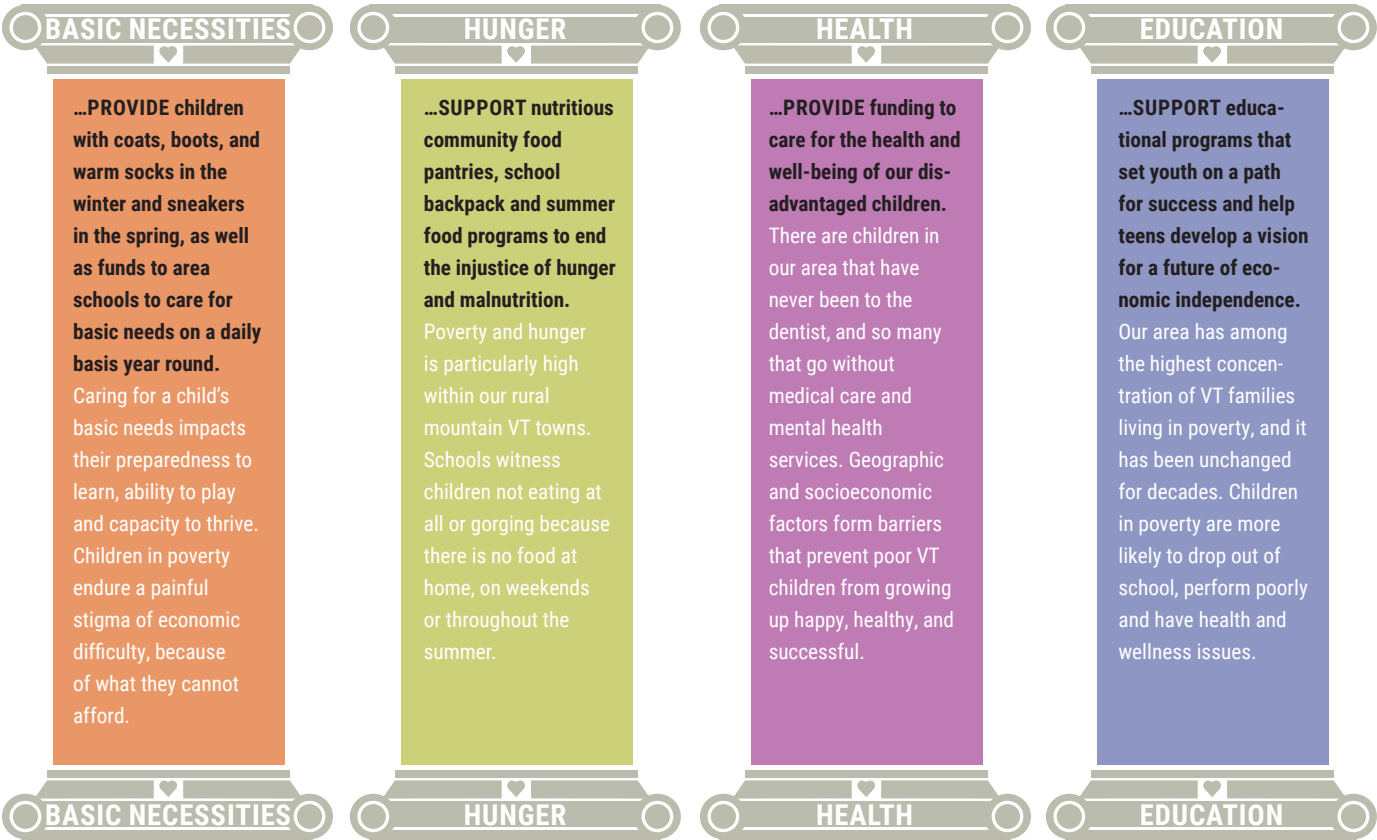 BASIC NECESSITIES
…PROVIDE children
with coats, boots, and
warm socks in the
winter and sneakers
in the spring, as well
as funds to area
schools to care for
basic needs on a daily
basis year round.
Caring for a child’s
basic needs impacts
their preparedness to
learn, ability to play
and capacity to thrive.
Children in poverty
endure a painful
stigma of economic
difficulty, because
of what they cannot
afford.
BASIC NECESSITIES
HUNGER
…SUPPORT nutritious
community food
pantries, school
backpack and summer
food programs to end
the injustice of hunger
and malnutrition.
Poverty and hunger
is particularly high
within our rural
mountain VT towns.
Schools witness
children not eating at
all or gorging because
there is no food at
home, on weekends
or throughout the
summer.
HUNGER
HEALTH
…PROVIDE funding to
care for the health and
well-being of our dis-
advantaged children.
There are children in
our area that have
never been to the
dentist, and so many
that go without
medical care and
mental health
services. Geographic
and socioeconomic
factors form barriers
that prevent poor VT
children from growing
up happy, healthy, and
successful.
HEALTH
EDUCATION
…SUPPORT educa-
tional programs that
set youth on a path
for success and help
teens develop a vision
for a future of eco-
nomic independence.
Our area has among
the highest concen-
tration of VT families
living in poverty, and it
has been unchanged
for decades. Children
in poverty are more
likely to drop out of
school, perform poorly
and have health and
wellness issues.
EDUCATION